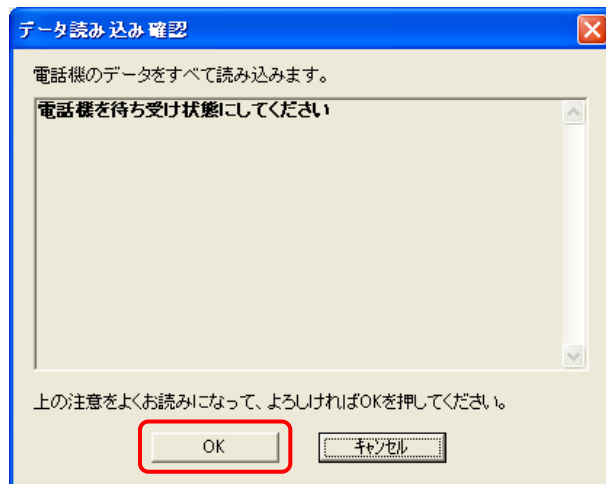 データ読み込み確認
電話機のデータをすべて読み込みます。
電話機を待ち受け状態にしてください
上の注意をよくお読みになって、よろしければOKを押してください。
OK
キャンセル